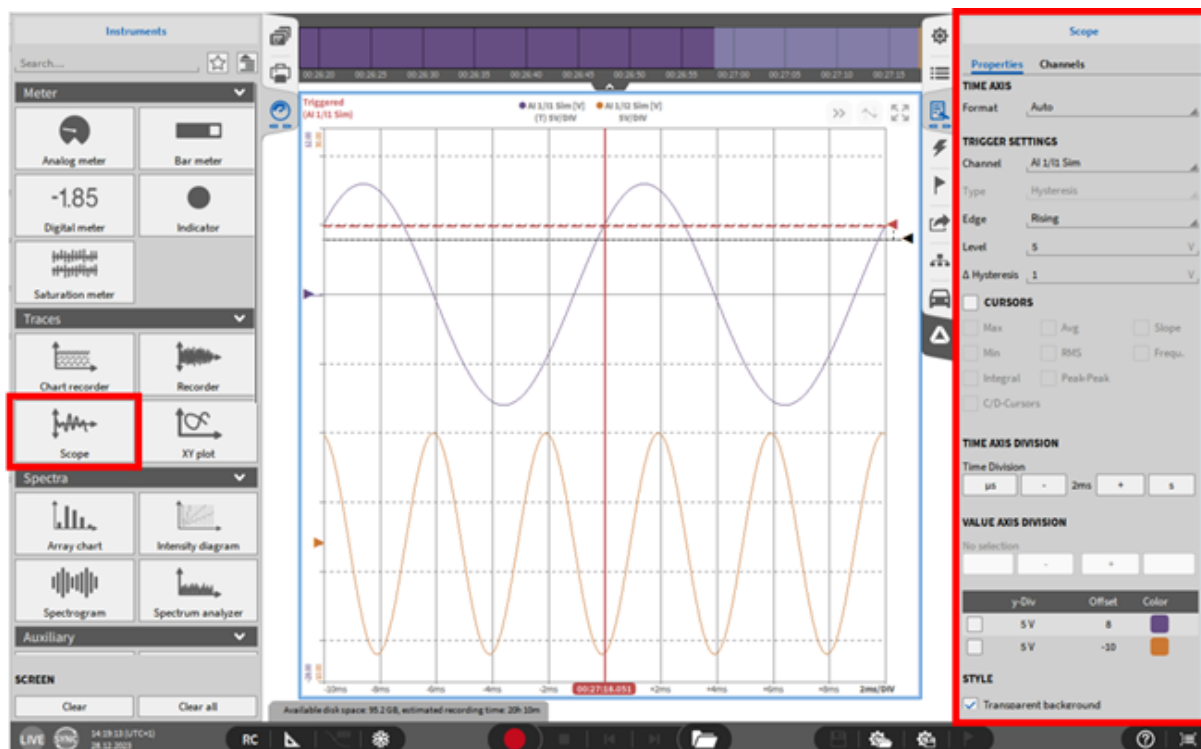 Instruments
Search....
Meter
Analog meter
Bar meter
-1.85
Digital meter
Indicator
Saturation meter
Traces
Chart recorder
Recorder
Scope
XY plot
Spectra
Array chart
Intensity diagram
Spectrogram
Spectrum analyzer
Auxiliary
SCREEN
Clear
Clear all
00:26:20 00:26:25 00:26:30 00:26:35 00:26:40 00:26:45 00:26:50 00:26:55 00:27:00 00:27:05 00:27:10 00:27:15
Triggered
(AI 1/I1 Sim)
AI 1/I1 Sim [V]
(T) 5V/DIV
AI 1/I2 Sim [V]
5V/DIV
-10ms -8ms -6ms -4ms -2ms 00:27:18.051 +2ms +4ms +6ms +8ms 2ms/DIV
Available disk space: 95.2 GB, estimated recording time: 20h 10m
Scope
Properties Channels
TIME AXIS
Format Auto
TRIGGER SETTINGS
Channel AI 1/I1 Sim
Type Hysteresis
Edge Rising
Level 5 V
Δ Hysteresis 1 V
CURSORS
Max Avg Slope
Min RMS Frequ.
Integral Peak-Peak
C/D-Cursors
TIME AXIS DIVISION
Time Division
µs - 2ms + s
VALUE AXIS DIVISION
No selection
- +
y-Div Offset Color
5 V 8
5 V -10
STYLE
Transparent background
LIVE SYNC
14:19:13 (UTC+1)
28.12.2023
RC